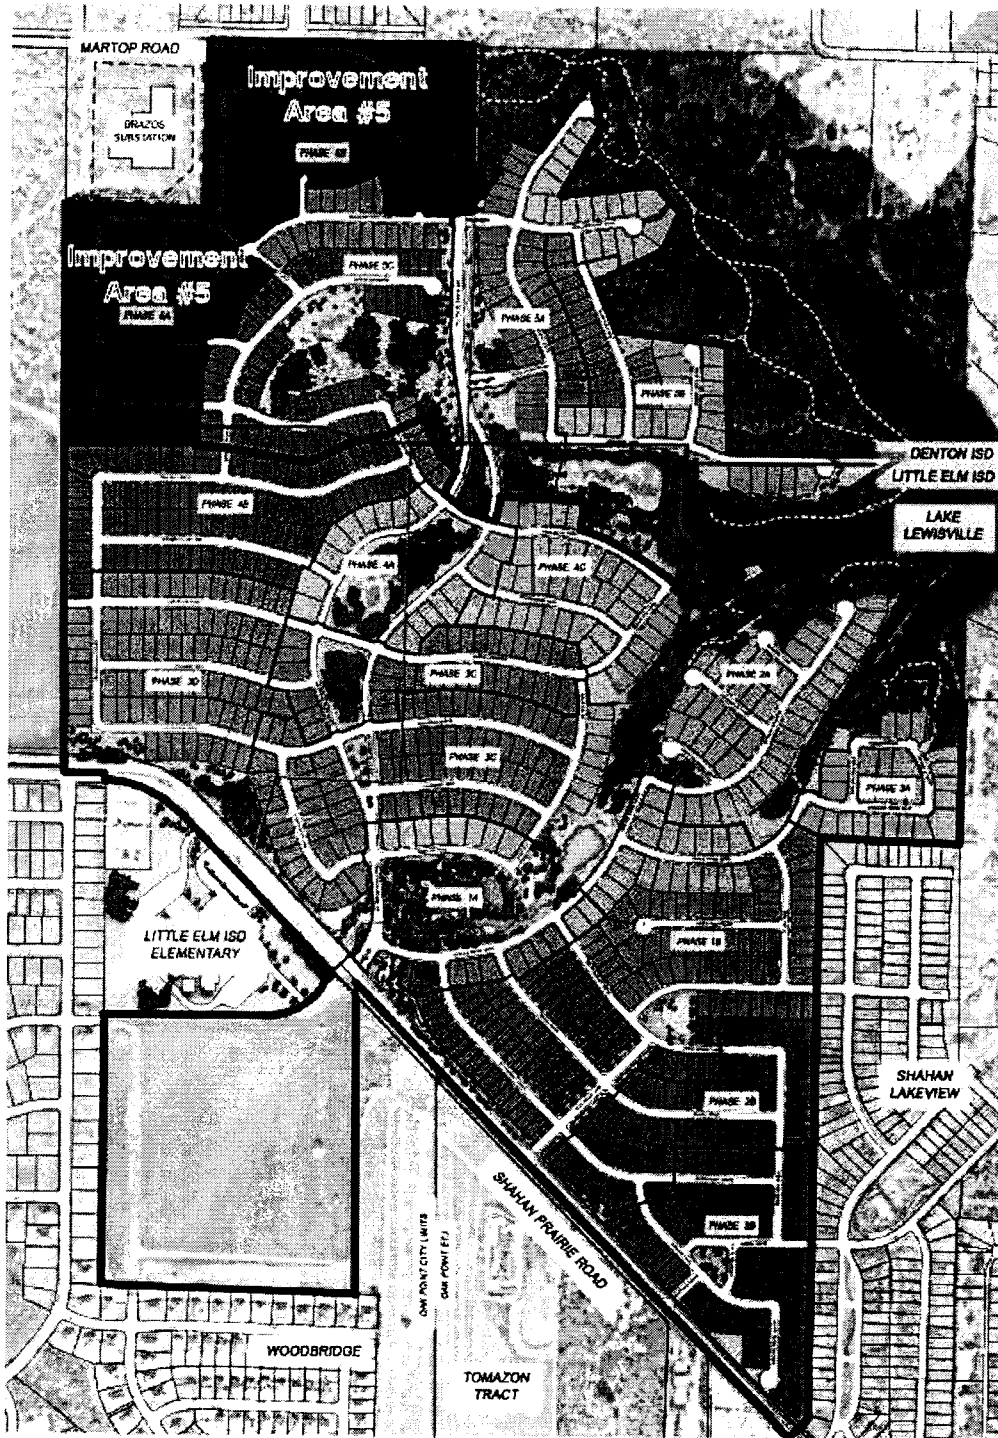 MARTOP ROAD
BRAZOS
SUBSTATION
Improvement
Area #5
PHASE 6B
Improvement
Area #5
PHASE 6A
PHASE 5C
PHASE 5A
PHASE 5B
DENTON ISD
LITTLE ELM ISD
LAKE
LEWISVILLE
PHASE 4B
PHASE 4A
PHASE 4C
PHASE 3D
PHASE 3C
PHASE 2A
PHASE 3C
PHASE 3A
PHASE 1A
LITTLE ELM ISD
ELEMENTARY
PHASE 1B
SHAHAN
LAKEVIEW
PHASE 2B
SHAHAN PRAIRIE ROAD
OAK POINT CITY LIMITS
OAK POINT ETJ
WOODBRIDGE
TOMAZON
TRACT